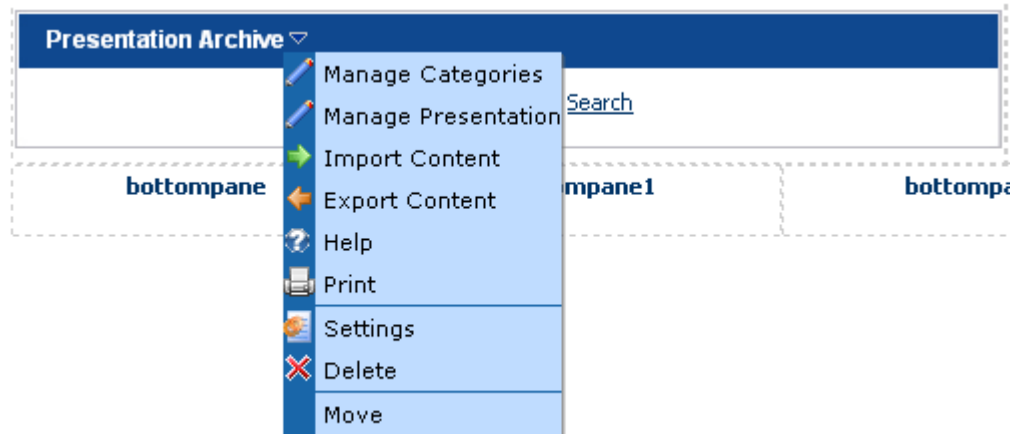 Presentation Archive
Manage Categories
Manage Presentation
Search
Import Content
bottompane
mpane1
bottompa
Export Content
Help
Print
Settings
Delete
Move